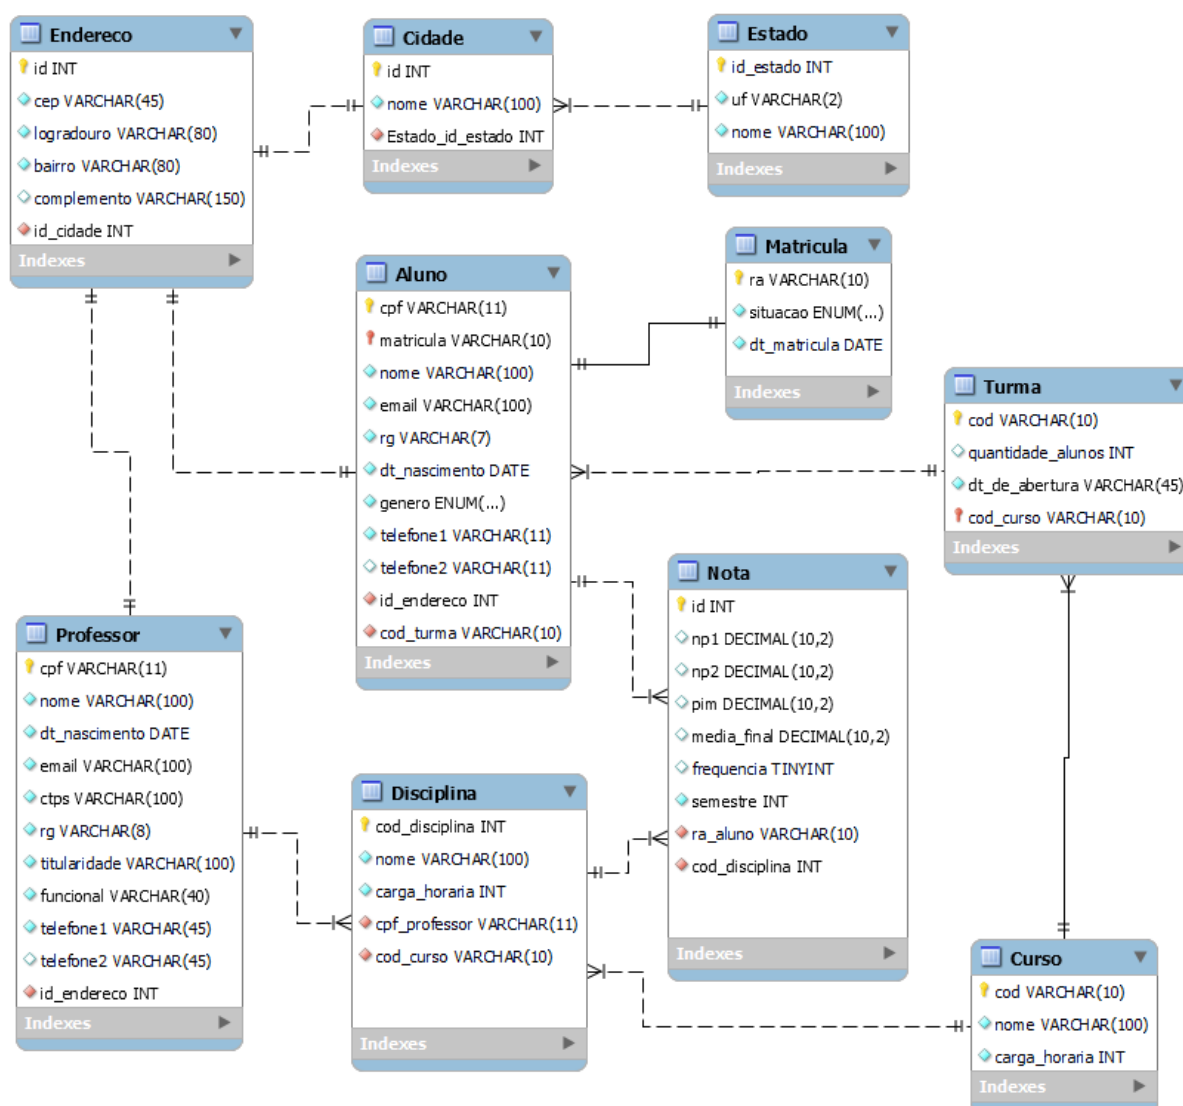 Endereco
id INT
cep VARCHAR(45)
logradouro VARCHAR(80)
bairro VARCHAR(80)
complemento VARCHAR(150)
id_cidade INT
Indexes
Cidade
id INT
nome VARCHAR(100)
Estado_id_estado INT
Indexes
Estado
id_estado INT
uf VARCHAR(2)
nome VARCHAR(100)
Indexes
Aluno
cpf VARCHAR(11)
matricula VARCHAR(10)
nome VARCHAR(100)
email VARCHAR(100)
rg VARCHAR(7)
dt_nascimento DATE
genero ENUM(...)
telefone1 VARCHAR(11)
telefone2 VARCHAR(11)
id_endereco INT
cod_turma VARCHAR(10)
Indexes
Matricula
ra VARCHAR(10)
situacao ENUM(...)
dt_matricula DATE
Indexes
Turma
cod VARCHAR(10)
quantidade_alunos INT
dt_de_abertura VARCHAR(45)
cod_curso VARCHAR(10)
Indexes
Professor
cpf VARCHAR(11)
nome VARCHAR(100)
dt_nascimento DATE
email VARCHAR(100)
ctps VARCHAR(100)
rg VARCHAR(8)
titularidade VARCHAR(100)
funcional VARCHAR(40)
telefone1 VARCHAR(45)
telefone2 VARCHAR(45)
id_endereco INT
Indexes
Disciplina
cod_disciplina INT
nome VARCHAR(100)
carga_horaria INT
cpf_professor VARCHAR(11)
cod_curso VARCHAR(10)
Indexes
Nota
id INT
np1 DECIMAL(10,2)
np2 DECIMAL(10,2)
pim DECIMAL(10,2)
media_final DECIMAL(10,2)
frequencia TINYINT
semestre INT
ra_aluno VARCHAR(10)
cod_disciplina INT
Indexes
Curso
cod VARCHAR(10)
nome VARCHAR(100)
carga_horaria INT
Indexes